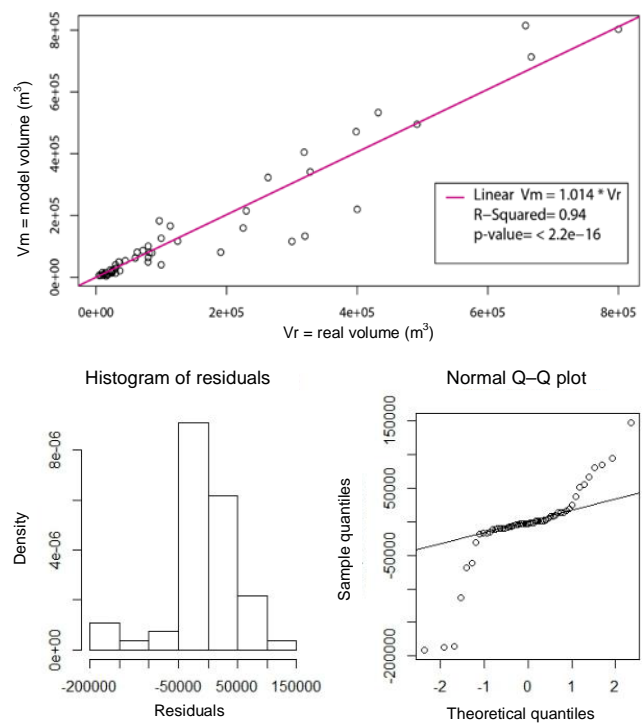 8e+05
6e+05
4e+05
2e+05
0e+00
Vm = model volume (m³)
Linear Vm = 1.014 * Vr
R−Squared= 0.94
p-value= < 2.2e−16
0e+00 2e+05 4e+05 6e+05 8e+05
Vr = real volume (m³)
Histogram of residuals
8e-06
4e-06
0e+00
Density
-200000 -50000 50000 150000
Residuals
Normal Q–Q plot
150000
50000
-50000
-200000
Sample quantiles
-2 -1 0 1 2
Theoretical quantiles